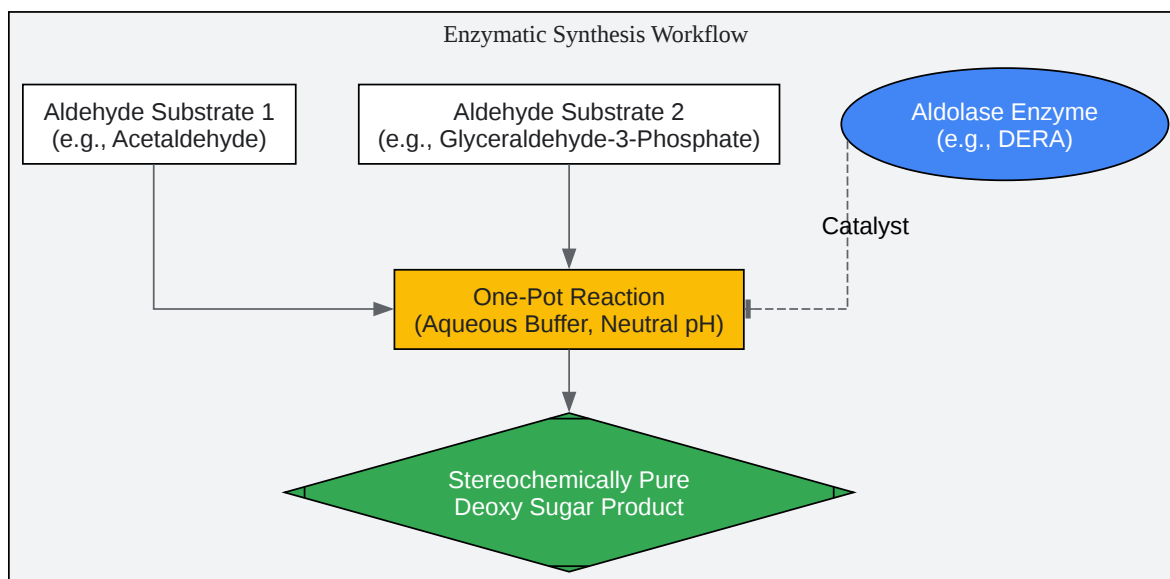 Enzymatic Synthesis Workflow
Aldehyde Substrate 1
(e.g., Acetaldehyde)
Aldehyde Substrate 2
(e.g., Glyceraldehyde-3-Phosphate)
Aldolase Enzyme
(e.g., DERA)
Catalyst
One-Pot Reaction
(Aqueous Buffer, Neutral pH)
Stereochemically Pure
Deoxy Sugar Product